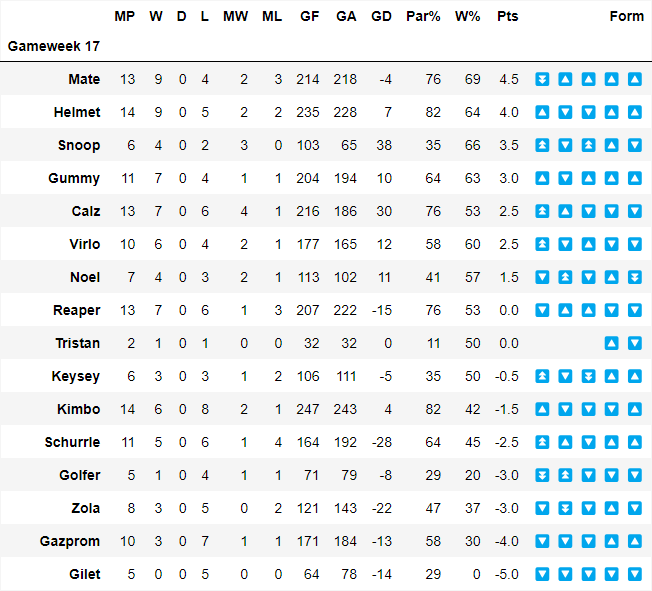 MP W D L MW ML GF GA GD Par% W% Pts Form
Gameweek 17
Mate 13 9 0 4 2 3 214 218 -4 76 69 4.5 ⏬ 🔼 🔼 🔼 🔼
Helmet 14 9 0 5 2 2 235 228 7 82 64 4.0 🔼 🔽 🔽 🔼 🔼
Snoop 6 4 0 2 3 0 103 65 38 35 66 3.5 ⏫ 🔽 ⏫ 🔼 🔽
Gummy 11 7 0 4 1 1 204 194 10 64 63 3.0 🔼 🔽 🔼 🔼 🔼
Calz 13 7 0 6 4 1 216 186 30 76 53 2.5 ⏫ 🔼 🔽 🔽 🔽
Virlo 10 6 0 4 2 1 177 165 12 58 60 2.5 ⏫ 🔽 🔼 🔽 🔽
Noel 7 4 0 3 2 1 113 102 11 41 57 1.5 🔽 ⏫ 🔽 🔼 ⏬
Reaper 13 7 0 6 1 3 207 222 -15 76 53 0.0 🔽 🔼 🔼 🔽 🔽
Tristan 2 1 0 1 0 0 32 32 0 11 50 0.0 🔼 🔽
Keysey 6 3 0 3 1 2 106 111 -5 35 50 -0.5 ⏫ 🔽 ⏬ 🔼 🔼
Kimbo 14 6 0 8 2 1 247 243 4 82 42 -1.5 🔼 🔽 🔽 🔽 🔼
Schurrle 11 5 0 6 1 4 164 192 -28 64 45 -2.5 ⏫ 🔼 🔽 🔼 🔼
Golfer 5 1 0 4 1 1 71 79 -8 29 20 -3.0 ⏬ ⏫ 🔽 🔽 🔽
Zola 8 3 0 5 0 2 121 143 -22 47 37 -3.0 🔽 ⏬ 🔽 🔼 🔽
Gazprom 10 3 0 7 1 1 171 184 -13 58 30 -4.0 🔽 🔽 🔽 🔼 🔼
Gilet 5 0 0 5 0 0 64 78 -14 29 0 -5.0 🔽 🔽 🔽 🔽 🔽